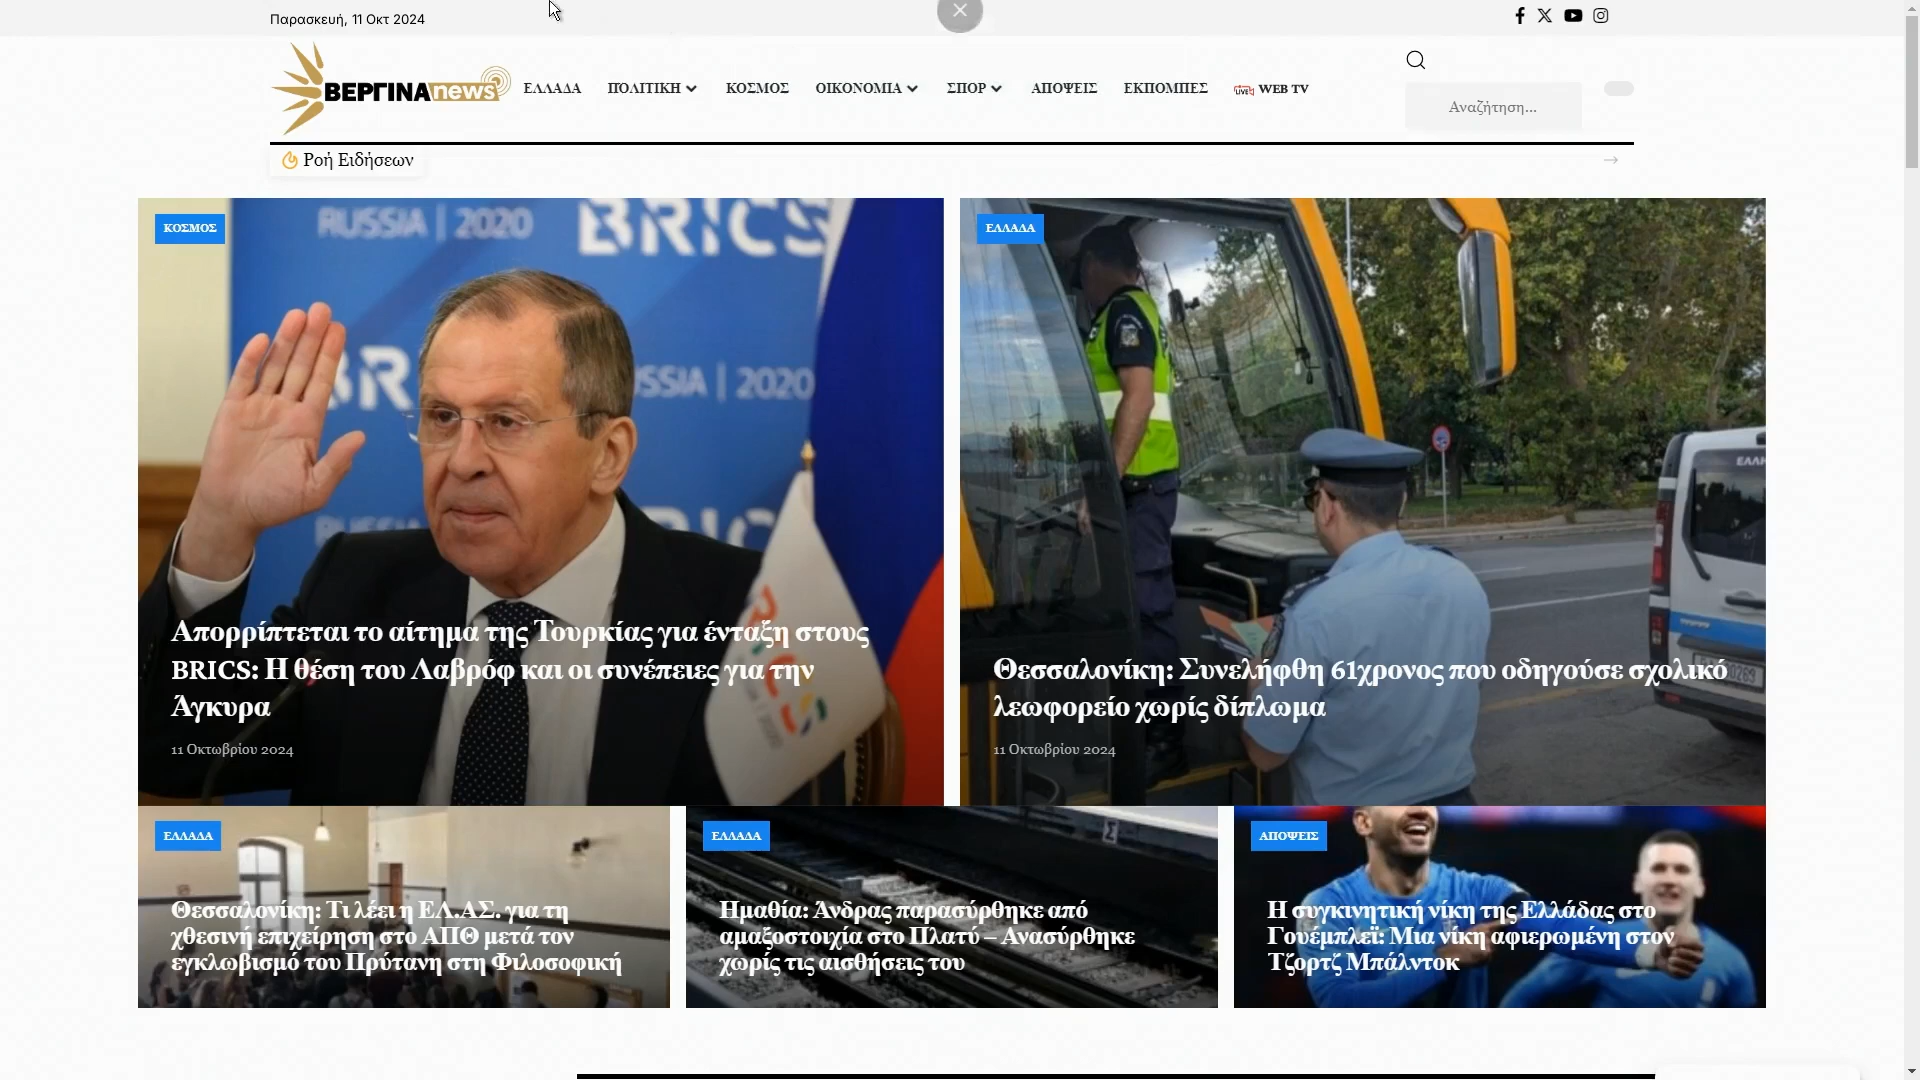 Παρασκευή, 11 Οκτ 2024
ΒΕΡΓΙΝΑnews
ΕΛΛΑΔΑ ΠΟΛΙΤΙΚΗ ΚΟΣΜΟΣ ΟΙΚΟΝΟΜΙΑ ΣΠΟΡ ΑΠΟΨΕΙΣ ΕΚΠΟΜΠΕΣ LIVE WEB TV
Αναζήτηση...
Ροή Ειδήσεων
ΚΟΣΜΟΣ
RUSSIA | 2020
BRICS
Απορρίπτεται το αίτημα της Τουρκίας για ένταξη στους
BRICS: Η θέση του Λαβρόφ και οι συνέπειες για την
Άγκυρα
11 Οκτωβρίου 2024
ΕΛΛΑΔΑ
Θεσσαλονίκη: Συνελήφθη 61χρονος που οδηγούσε σχολικό
λεωφορείο χωρίς δίπλωμα
11 Οκτωβρίου 2024
ΕΛΛΑΔΑ
Θεσσαλονίκη: Τι λέει η ΕΛ.ΑΣ. για τη
χθεσινή επιχείρηση στο ΑΠΘ μετά τον
εγκλωβισμό του Πρύτανη στη Φιλοσοφική
ΕΛΛΑΔΑ
Ημαθία: Άνδρας παρασύρθηκε από
αμαξοστοιχία στο Πλατύ – Ανασύρθηκε
χωρίς τις αισθήσεις του
ΑΠΟΨΕΙΣ
Η συγκινητική νίκη της Ελλάδας στο
Γουέμπλεϊ: Μια νίκη αφιερωμένη στον
Τζορτζ Μπάλντοκ